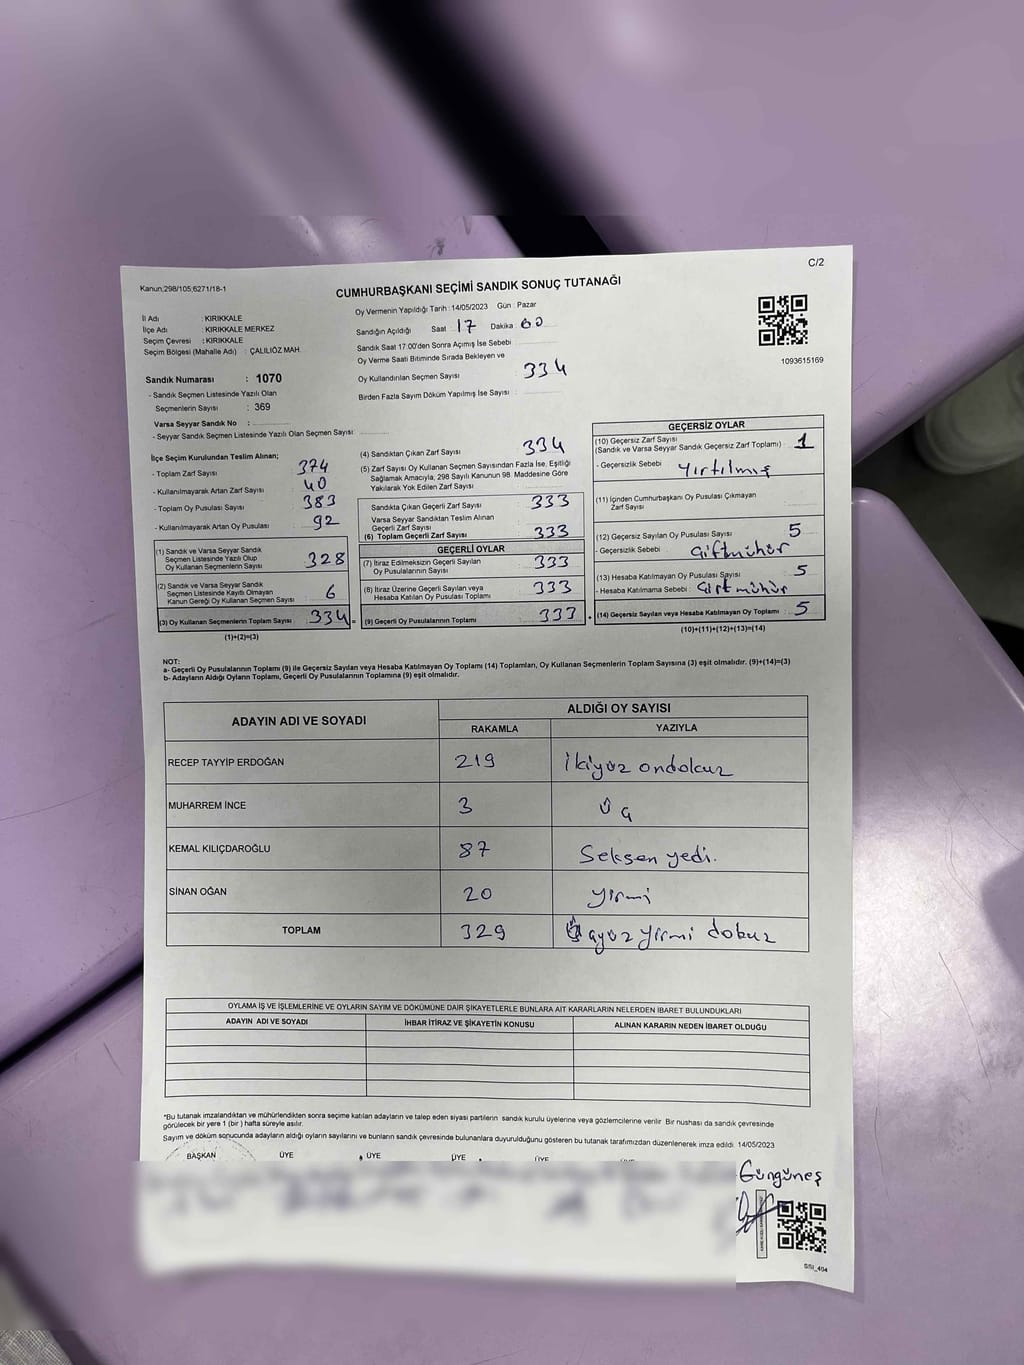 C/2
Kanun;298/105;6271/18-1
CUMHURBAŞKANI SEÇİMİ SANDIK SONUÇ TUTANAĞI
İl Adı : KIRIKKALE
İlçe Adı : KIRIKKALE MERKEZ
Seçim Çevresi : KIRIKKALE
Seçim Bölgesi (Mahalle Adı) : ÇALILIÖZ MAH.
Sandık Numarası : 1070
- Sandık Seçmen Listesinde Yazılı Olan
Seçmenlerin Sayısı : 369
Varsa Seyyar Sandık No :
- Seyyar Sandık Seçmen Listesinde Yazılı Olan Seçmen Sayısı:
Oy Vermenin Yapıldığı Tarih : 14/05/2023 Gün : Pazar
Sandığın Açıldığı Saat 17 Dakika : 00
Sandık Saat 17:00'den Sonra Açılmış İse Sebebi
Oy Verme Saati Bitiminde Sırada Bekleyen ve
Oy Kullandırılan Seçmen Sayısı : 334
Birden Fazla Sayım Döküm Yapılmış İse Sayısı :
1093615169
İlçe Seçim Kurulundan Teslim Alınan;
- Toplam Zarf Sayısı : 374
- Kullanılmayarak Artan Zarf Sayısı : 40
- Toplam Oy Pusulası Sayısı : 383
- Kullanılmayarak Artan Oy Pusulası : 92
(1) Sandık ve Varsa Seyyar Sandık
Seçmen Listesinde Yazılı Olup
Oy Kullanan Seçmenlerin Sayısı : 328
(2) Sandık ve Varsa Seyyar Sandık
Seçmen Listesinde Kayıtlı Olmayan
Kanun Gereği Oy Kullanan Seçmen Sayısı : 6
(3) Oy Kullanan Seçmenlerin Toplam Sayısı : 334 =
(1)+(2)=(3)
(4) Sandıktan Çıkan Zarf Sayısı : 334
(5) Zarf Sayısı Oy Kullanan Seçmen Sayısından Fazla İse, Eşitliği
Sağlamak Amacıyla, 298 Sayılı Kanunun 98. Maddesine Göre
Yakılarak Yok Edilen Zarf Sayısı :
Sandıkta Çıkan Geçerli Zarf Sayısı : 333
Varsa Seyyar Sandıktan Teslim Alınan
Geçerli Zarf Sayısı :
(6) Toplam Geçerli Zarf Sayısı : 333
GEÇERLİ OYLAR
(7) İtiraz Edilmeksizin Geçerli Sayılan
Oy Pusulalarının Sayısı : 333
(8) İtiraz Üzerine Geçerli Sayılan veya
Hesaba Katılan Oy Pusulası Toplamı : 333
(9) Geçerli Oy Pusulalarının Toplamı : 333 +
GEÇERSİZ OYLAR
(10) Geçersiz Zarf Sayısı
(Sandık ve Varsa Seyyar Sandık Geçersiz Zarf Toplamı) : 1
- Geçersizlik Sebebi : yırtılmış
(11) İçinden Cumhurbaşkanı Oy Pusulası Çıkmayan
Zarf Sayısı :
(12) Geçersiz Sayılan Oy Pusulası Sayısı : 5
- Geçersizlik Sebebi : çiftmühür
(13) Hesaba Katılmayan Oy Pusulası Sayısı : 5
- Hesaba Katılmama Sebebi : çift mühür
(14) Geçersiz Sayılan veya Hesaba Katılmayan Oy Toplamı : 5
(10)+(11)+(12)+(13)=(14)
NOT:
a- Geçerli Oy Pusulalarının Toplamı (9) ile Geçersiz Sayılan veya Hesaba Katılmayan Oy Toplamı (14) Toplamları, Oy Kullanan Seçmenlerin Toplam Sayısına (3) eşit olmalıdır. (9)+(14)=(3)
b- Adayların Aldığı Oyların Toplamı, Geçerli Oy Pusulalarının Toplamına (9) eşit olmalıdır.
ADAYIN ADI VE SOYADI ALDIĞI OY SAYISI
RAKAMLA YAZIYLA
RECEP TAYYİP ERDOĞAN 219 ikiyüz ondokuz
MUHARREM İNCE 3 üç
KEMAL KILIÇDAROĞLU 87 Seksen yedi.
SİNAN OĞAN 20 yirmi
TOPLAM 329 üçyüz yirmi dokuz
OYLAMA İŞ VE İŞLEMLERİNE VE OYLARIN SAYIM VE DÖKÜMÜNE DAİR ŞİKAYETLERLE BUNLARA AİT KARARLARIN NELERDEN İBARET BULUNDUKLARI
ADAYIN ADI VE SOYADI İHBAR İTİRAZ VE ŞİKAYETİN KONUSU ALINAN KARARIN NEDEN İBARET OLDUĞU
*Bu tutanak imzalandıktan ve mühürlendikten sonra seçime katılan adayların ve talep eden siyasi partilerin sandık kurulu üyelerine veya gözlemcilerine verilir. Bir nushası da sandık çevresinde
görülecek bir yere 1 (bir) hafta süreyle asılır.
Sayım ve döküm sonucunda adayların aldığı oyların sayılarını ve bunların sandık çevresinde bulunanlara duyurulduğunu gösteren bu tutanak tarafımızdan düzenlenerek imza edildi. 14/05/2023
BAŞKAN ÜYE ÜYE ÜYE ÜYE
Güngüneş